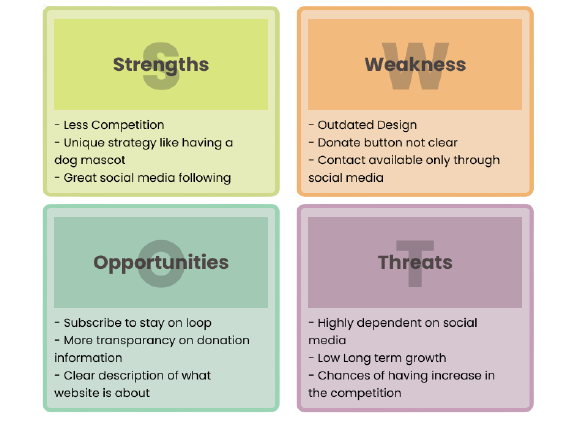 S
Strengths
- Less Competition
- Unique strategy like having a
dog mascot
- Great social media following
W
Weakness
- Outdated Design
- Donate button not clear
- Contact available only through
social media
O
Opportunities
- Subscribe to stay on loop
- More transparancy on donation
information
- Clear description of what
website is about
T
Threats
- Highly dependent on social
media
- Low Long term growth
- Chances of having increase in
the competition